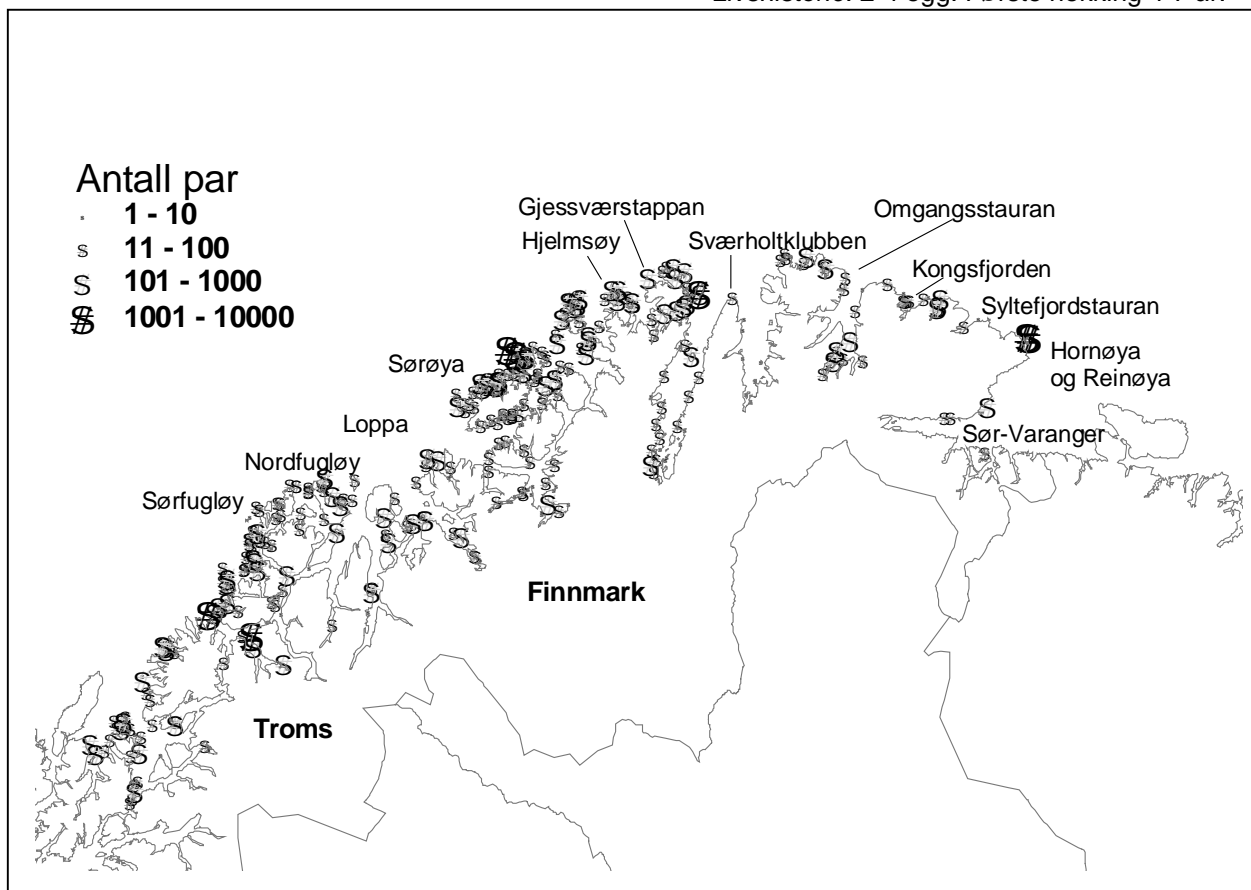 Antall par
1 - 10
s 11 - 100
S 101 - 1000
$ 1001 - 10000
Gjessværstappan
Hjelmsøy
Sværholtklubben
Omgangsstauran
Kongsfjorden
Syltefjordstauran
Hornøya
og Reinøya
Sør-Varanger
Sørøya
Loppa
Nordfugløy
Sørfugløy
Finnmark
Troms